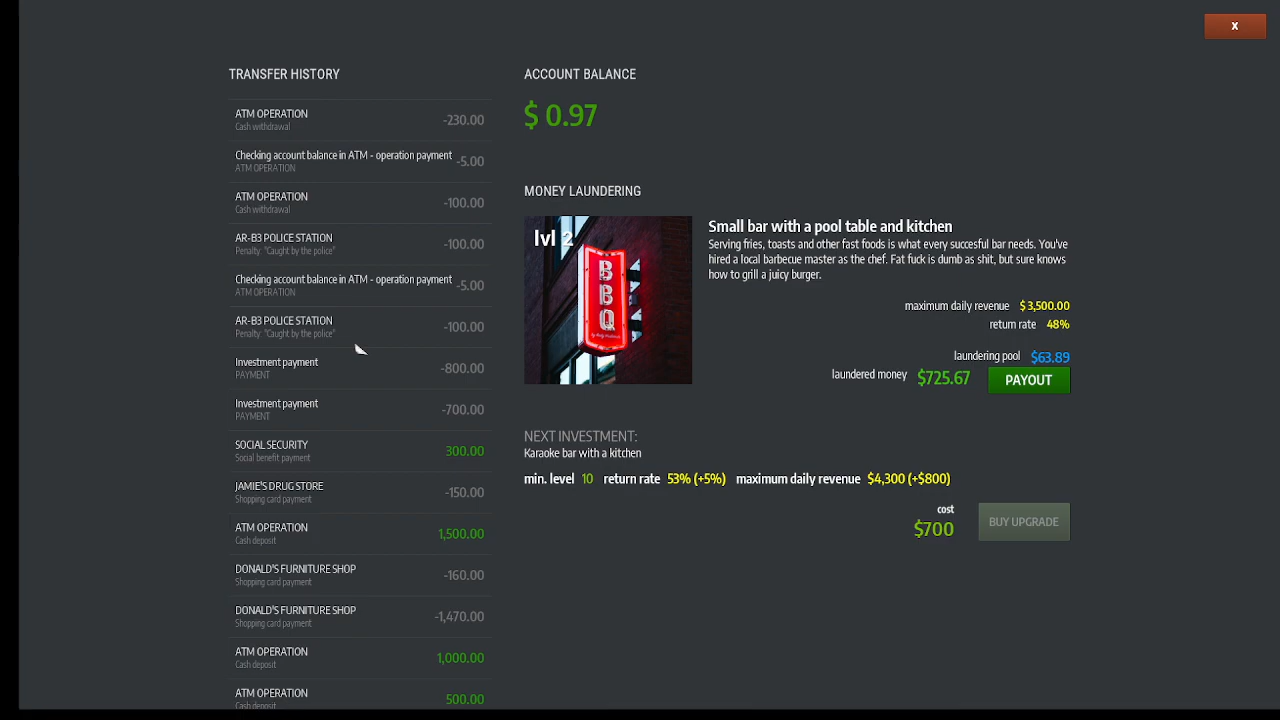 X
TRANSFER HISTORY
ATM OPERATION
Cash withdrawal
-230.00
Checking account balance in ATM - operation payment
ATM OPERATION
-5.00
ATM OPERATION
Cash withdrawal
-100.00
AR-B3 POLICE STATION
Penalty: "Caught by the police"
-100.00
Checking account balance in ATM - operation payment
ATM OPERATION
-5.00
AR-B3 POLICE STATION
Penalty: "Caught by the police"
-100.00
Investment payment
PAYMENT
-800.00
Investment payment
PAYMENT
-700.00
SOCIAL SECURITY
Social benefit payment
300.00
JAMIE'S DRUG STORE
Shopping card payment
-150.00
ATM OPERATION
Cash deposit
1,500.00
DONALD'S FURNITURE SHOP
Shopping card payment
-160.00
DONALD'S FURNITURE SHOP
Shopping card payment
-1,470.00
ATM OPERATION
Cash deposit
1,000.00
ATM OPERATION
Cash deposit
500.00
ACCOUNT BALANCE
$ 0.97
MONEY LAUNDERING
lvl 2
BBQ
Small bar with a pool table and kitchen
Serving fries, toasts and other fast foods is what every succesful bar needs. You've
hired a local barbecue master as the chef. Fat fuck is dumb as shit, but sure knows
how to grill a juicy burger.
maximum daily revenue $ 3,500.00
return rate 48%
laundering pool $63.89
laundered money $725.67 PAYOUT
NEXT INVESTMENT:
Karaoke bar with a kitchen
min. level 10 return rate 53% (+5%) maximum daily revenue $4,300 (+$800)
cost
$700
BUY UPGRADE